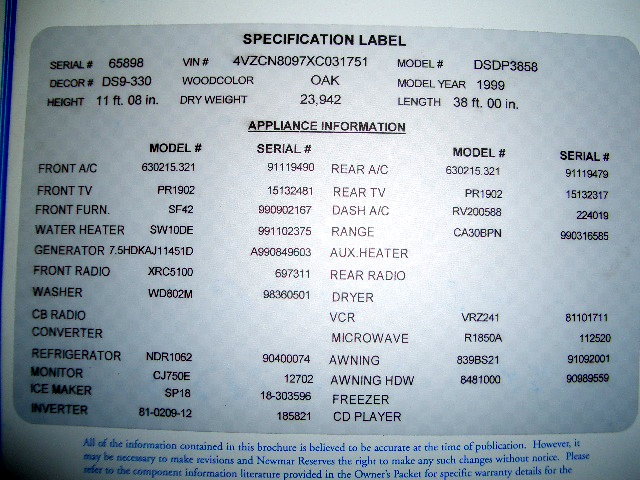 SPECIFICATION LABEL
SERIAL # 65898 VIN # 4VZCN8097XC031751 MODEL # DSDP3858
DECOR # DS9-330 WOODCOLOR OAK MODEL YEAR 1999
HEIGHT 11 ft. 08 in. DRY WEIGHT 23,942 LENGTH 38 ft. 00 in.
APPLIANCE INFORMATION
MODEL # SERIAL # MODEL # SERIAL #
FRONT A/C 630215.321 91119490 REAR A/C 630215.321 91119479
FRONT TV PR1902 15132481 REAR TV PR1902 15132317
FRONT FURN. SF42 990902167 DASH A/C RV200588 224019
WATER HEATER SW10DE 991102375 RANGE CA30BPN 990316585
GENERATOR 7.5HDKAJ11451D A990849603 AUX.HEATER
FRONT RADIO XRC5100 697311 REAR RADIO
WASHER WD802M 98360501 DRYER
CB RADIO VCR VRZ241 81101711
CONVERTER MICROWAVE R1850A 112520
REFRIGERATOR NDR1062 90400074 AWNING 839BS21 91092001
MONITOR CJ750E 12702 AWNING HDW 8481000 90989559
ICE MAKER SP18 18-303596 FREEZER
INVERTER 81-0209-12 185821 CD PLAYER
All of the information contained in this brochure is believed to be accurate at the time of publication. However, it
may be necessary to make revisions and Newmar Reserves the right to make any such changes without notice. Please
refer to the component information literature provided in the Owner's Packet for specific warranty details for the